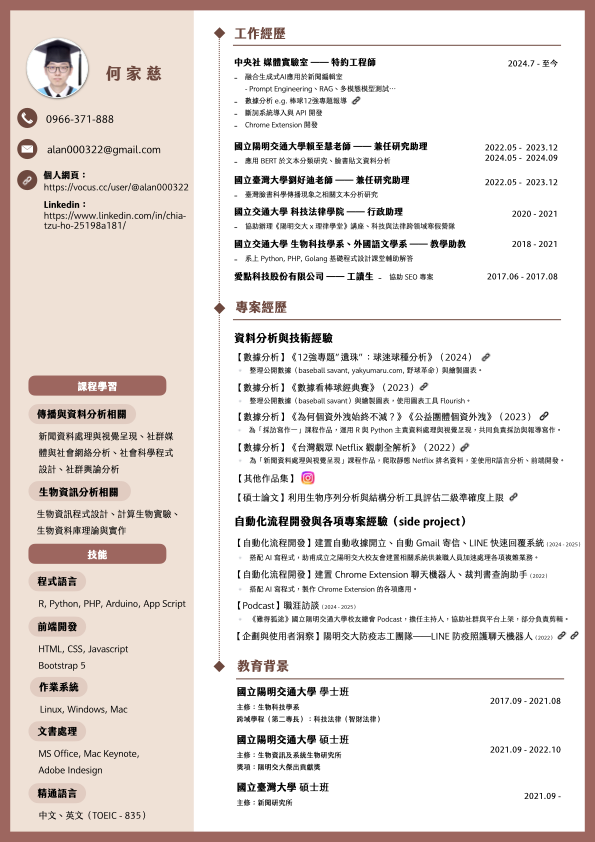 何家慈
0966-371-888
alan000322@gmail.com
個人網頁：
https://vocus.cc/user/@alan000322
Linkedin：
https://www.linkedin.com/in/chia-
tzu-ho-25198a181/
課程學習
傳播與資料分析相關
新聞資料處理與視覺呈現、社群媒
體與社會網絡分析、社會科學程式
設計、社群輿論分析
生物資訊分析相關
生物資訊程式設計、計算生物實驗、
生物資料庫理論與實作
技能
程式語言
R, Python, PHP, Arduino, App Script
前端開發
HTML, CSS, Javascript
Bootstrap 5
作業系統
Linux, Windows, Mac
文書處理
MS Office, Mac Keynote,
Adobe Indesign
精通語言
中文、英文（TOEIC - 835）
工作經歷
中央社 媒體實驗室 —— 特約工程師 2024.7 - 至今
- 融合生成式AI應用於新聞編輯室
- Prompt Engineering、RAG、多模態模型測試…
- 數據分析 e.g. 棒球12強專題報導
- 斷詞系統導入與 API 開發
- Chrome Extension 開發
國立陽明交通大學賴至慧老師 —— 兼任研究助理 2022.05 - 2023.12
- 應用 BERT 於文本分類研究、臉書貼文資料分析 2024.05 - 2024.09
國立臺灣大學劉好迪老師 —— 兼任研究助理 2022.05 - 2023.12
- 臺灣臉書科學傳播現象之相關文本分析研究
國立交通大學 科技法律學院 —— 行政助理 2020 - 2021
- 協助辦理《陽明交大 x 理律學堂》講座、科技與法律跨領域寒假營隊
國立交通大學 生物科技學系、外國語文學系 —— 教學助教 2018 - 2021
- 系上 Python, PHP, Golang 基礎程式設計課堂輔助解答
愛點科技股份有限公司 —— 工讀生 - 協助 SEO 專案 2017.06 - 2017.08
專案經歷
資料分析與技術經驗
【數據分析】《12強專題”遺珠”：球速球種分析》（2024）
◦ 整理公開數據（baseball savant, yakyumaru.com, 野球革命）與繪製圖表。
【數據分析】《數據看棒球經典賽》（2023）
◦ 整理公開數據（baseball savant）與繪製圖表，使用圖表工具 Flourish。
【數據分析】《為何個資外洩始終不減？》《公益團體個資外洩》（2023）
◦ 為「採訪寫作一」課程作品，運用 R 與 Python 主責資料處理與視覺呈現，共同負責採訪與報導寫作。
【數據分析】《台灣觀眾 Netflix 觀劇全解析》（2022）
◦ 為「新聞資料處理與視覺呈現」課程作品，爬取靜態 Netflix 排名資料，並使用R語言分析、前端開發。
【其他作品集】
【碩士論文】利用生物序列分析與結構分析工具評估二級準確度上限
自動化流程開發與各項專案經驗（side project）
【自動化流程開發】建置自動收據開立、自動 Gmail 寄信、LINE 快速回覆系統（2024 - 2025）
◦ 搭配 AI 寫程式，助甫成立之陽明交大校友會建置相關系統供兼職人員加速處理各項複雜業務。
【自動化流程開發】建置 Chrome Extension 聊天機器人、裁判書查詢助手（2022）
◦ 搭配 AI 寫程式，製作 Chrome Extension 的各項應用。
【Podcast】職涯訪談（2024 - 2025）
◦ 《難得狐途》國立陽明交通大學校友總會 Podcast，擔任主持人，協助社群與平台上架，部分負責剪輯。
【企劃與使用者洞察】陽明交大防疫志工團隊——LINE 防疫照護聊天機器人（2022）
教育背景
國立陽明交通大學 學士班 2017.09 - 2021.08
主修：生物科技學系
跨域學程（第二專長）：科技法律（智財法律）
國立陽明交通大學 碩士班 2021.09 - 2022.10
主修：生物資訊及系統生物研究所
獎項：陽明交大傑出貢獻獎
國立臺灣大學 碩士班 2021.09 -
主修：新聞研究所